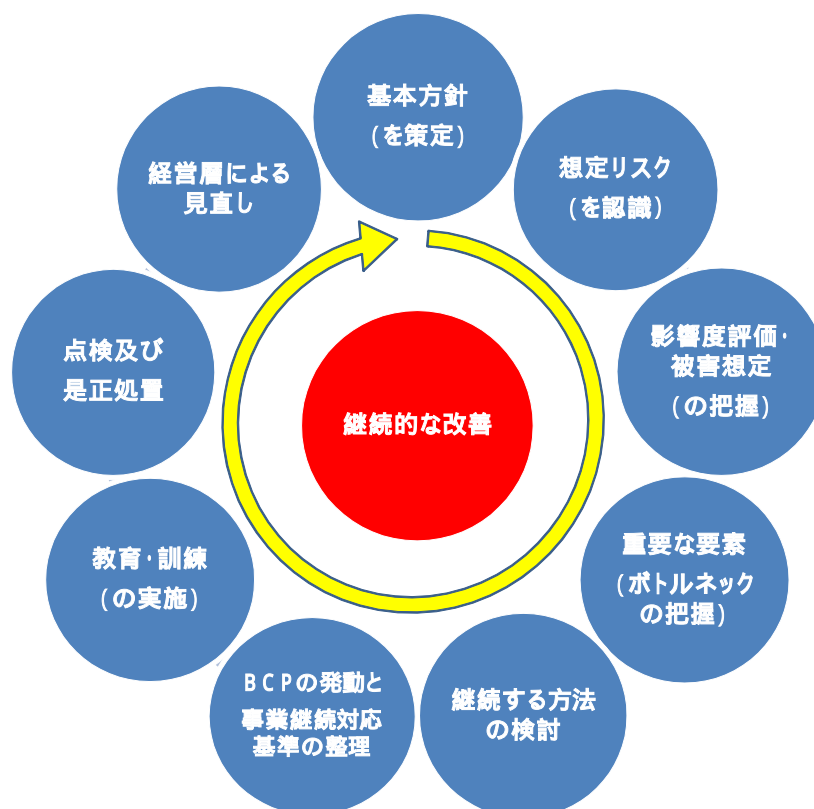 基本方針
(を策定)
想定リスク
(を認識)
影響度評価・
被害想定
(の把握)
重要な要素
(ボトルネック
の把握)
継続する方法
の検討
BCPの発動と
事業継続対応
基準の整理
教育・訓練
(の実施)
点検及び
是正処置
経営層による
見直し
継続的な改善